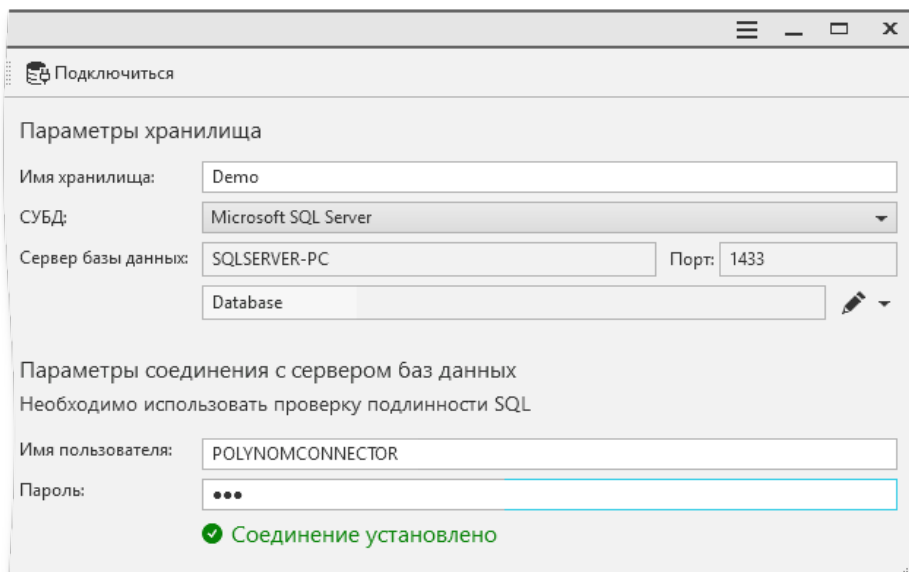 Подключиться
Параметры хранилища
Имя хранилища: Demo
СУБД: Microsoft SQL Server
Сервер базы данных: SQLSERVER-PC Порт: 1433
Database
Параметры соединения с сервером баз данных
Необходимо использовать проверку подлинности SQL
Имя пользователя: POLYNOMCONNECTOR
Пароль: •••
Соединение установлено